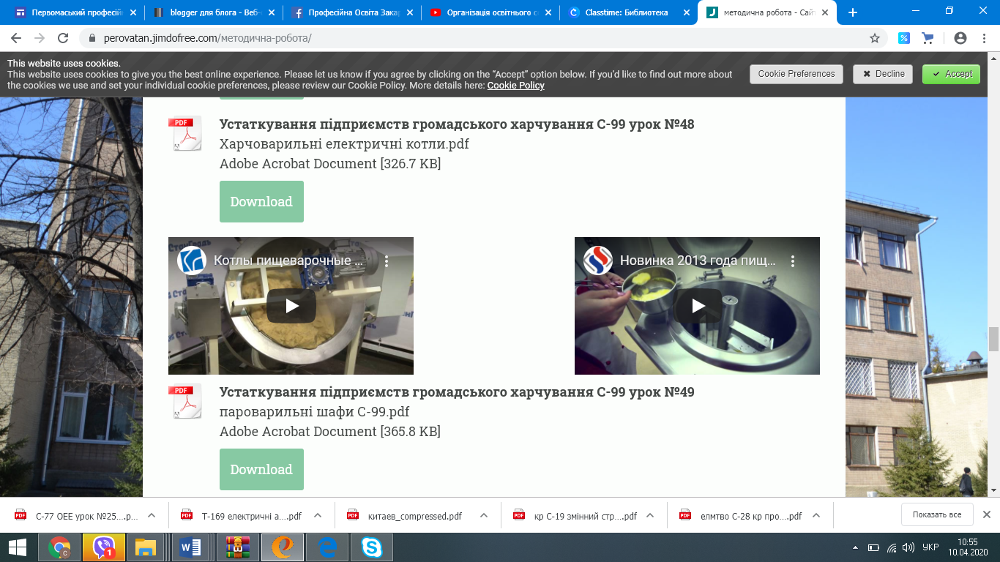 Первомаський професій
blogger для блога - Веб-
Професійна Освіта Зака
Організація освітнього с
Classtime: Библиотека
методична робота - Сайт
perovatan.jimdofree.com/методична-робота/
This website uses cookies.
This website uses cookies to give you the best online experience. Please let us know if you agree by clicking on the “Accept” option below. If you'd like to find out more about
the cookies we use and set your individual cookie preferences, please review our Cookie Policy. More details here: Cookie Policy
Cookie Preferences
Decline
Accept
PDF
Устаткування підприємств громадського харчування С-99 урок №48
Харчоварильні електричні котли.pdf
Adobe Acrobat Document [326.7 KB]
Download
Котлы пищеварочные ...
Новинка 2013 года пищ...
PDF
Устаткування підприємств громадського харчування С-99 урок №49
пароварильні шафи С-99.pdf
Adobe Acrobat Document [365.8 KB]
Download
С-77 ОЕЕ урок №25....p...
Т-169 електричні а....pdf
китаев_compressed.pdf
кр С-19 змінний стр....pdf
елмтво С-28 кр про....pdf
Показать все
УКР
10:55
10.04.2020